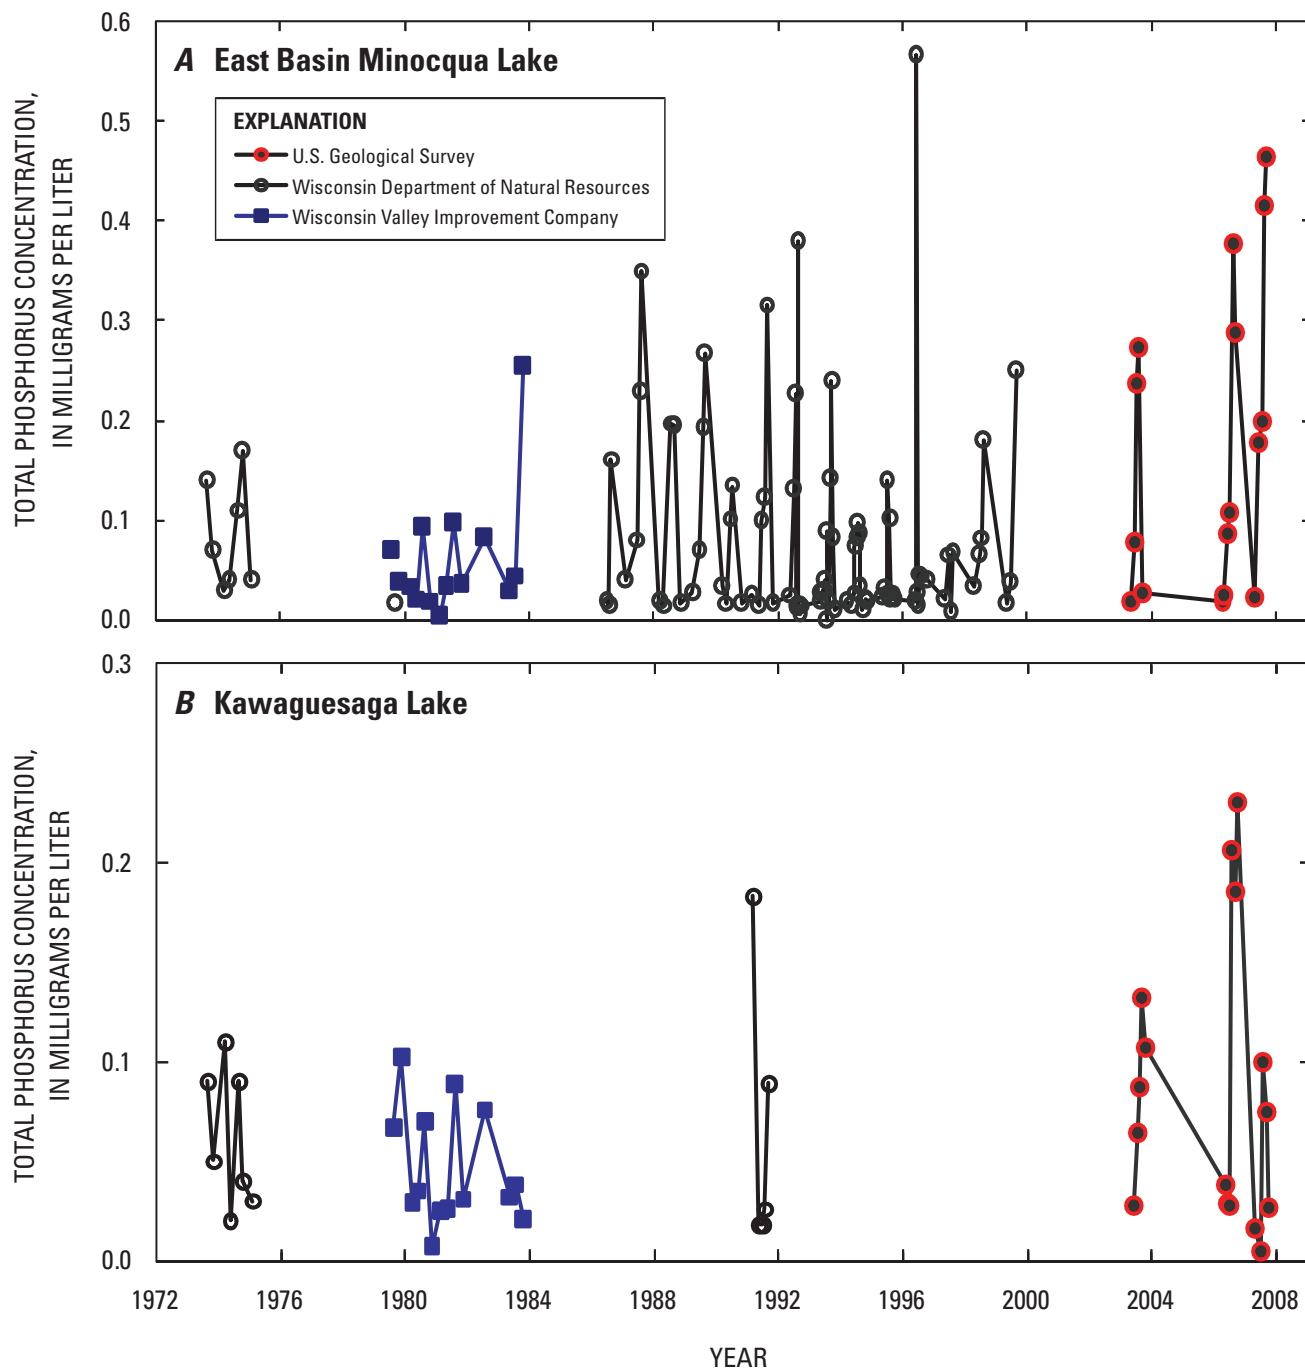 A East Basin Minocqua Lake
EXPLANATION
U.S. Geological Survey
Wisconsin Department of Natural Resources
Wisconsin Valley Improvement Company
TOTAL PHOSPHORUS CONCENTRATION,
IN MILLIGRAMS PER LITER
0.6
0.5
0.4
0.3
0.2
0.1
0.0
B Kawaguesaga Lake
TOTAL PHOSPHORUS CONCENTRATION,
IN MILLIGRAMS PER LITER
0.3
0.2
0.1
0.0
1972 1976 1980 1984 1988 1992 1996 2000 2004 2008
YEAR